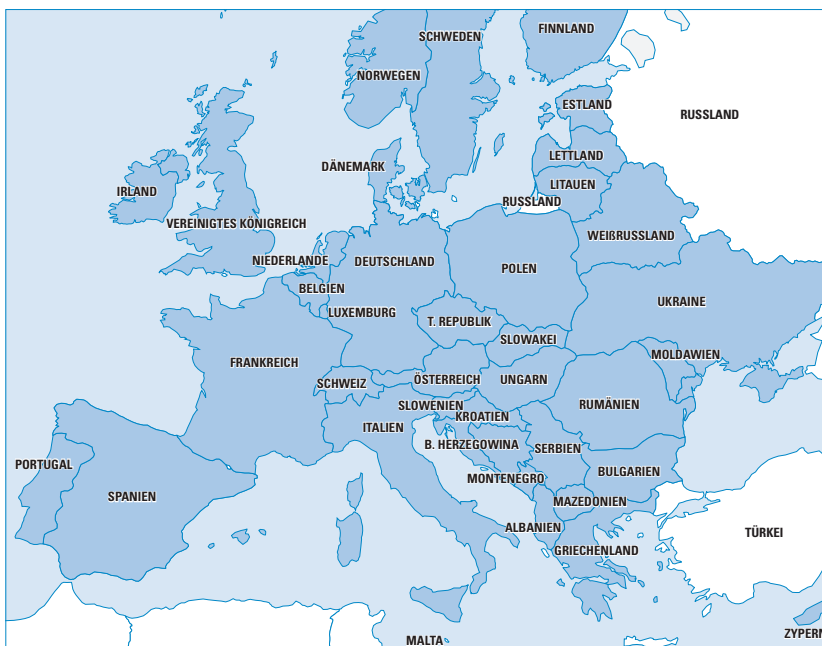 FINNLAND
SCHWEDEN
NORWEGEN
ESTLAND
RUSSLAND
LETTLAND
DÄNEMARK
LITAUEN
IRLAND
RUSSLAND
VEREINIGTES KÖNIGREICH
WEIẞRUSSLAND
NIEDERLANDE
DEUTSCHLAND
POLEN
BELGIEN
UKRAINE
LUXEMBURG
T. REPUBLIK
SLOWAKEI
MOLDAWIEN
FRANKREICH
SCHWEIZ
ÖSTERREICH
UNGARN
SLOWENIEN
RUMÄNIEN
KROATIEN
ITALIEN
B. HERZEGOWINA
SERBIEN
PORTUGAL
BULGARIEN
MONTENEGRO
SPANIEN
MAZEDONIEN
ALBANIEN
TÜRKEI
GRIECHENLAND
ZYPERN
MALTA